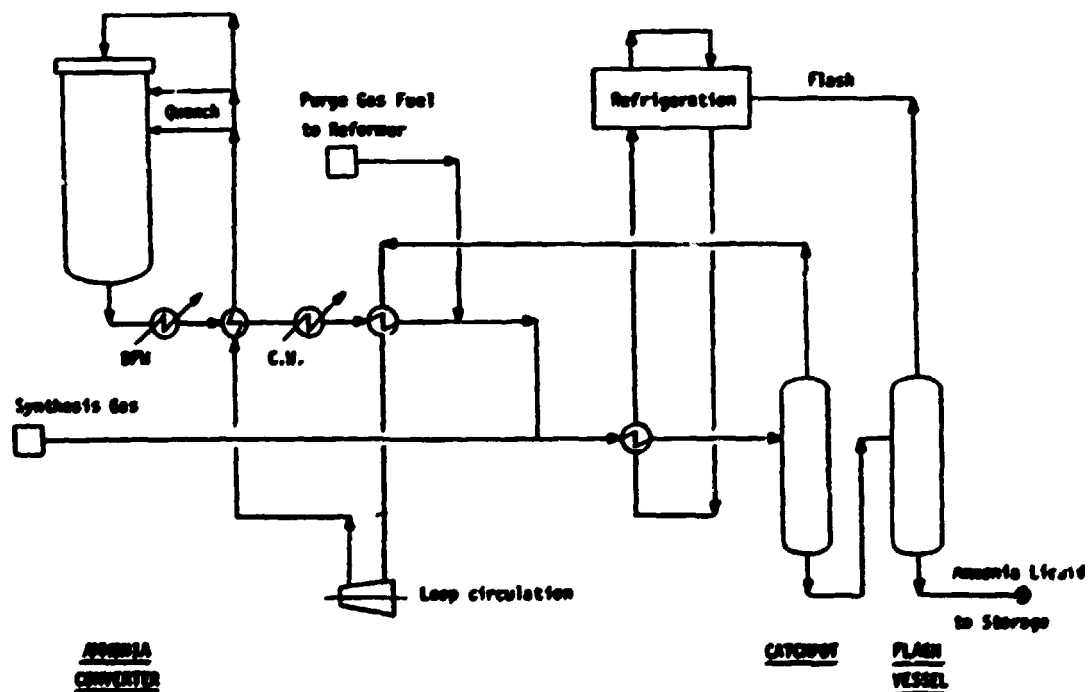 Quench
Purge Gas Fuel
to Reformer
Refrigeration
Flash
BFW
C.W.
Synthesis Gas
Loop circulation
Ammonia Liquid
to Storage
AMMONIA
CONVERTER
CATCHPOT
FLASH
VESSEL